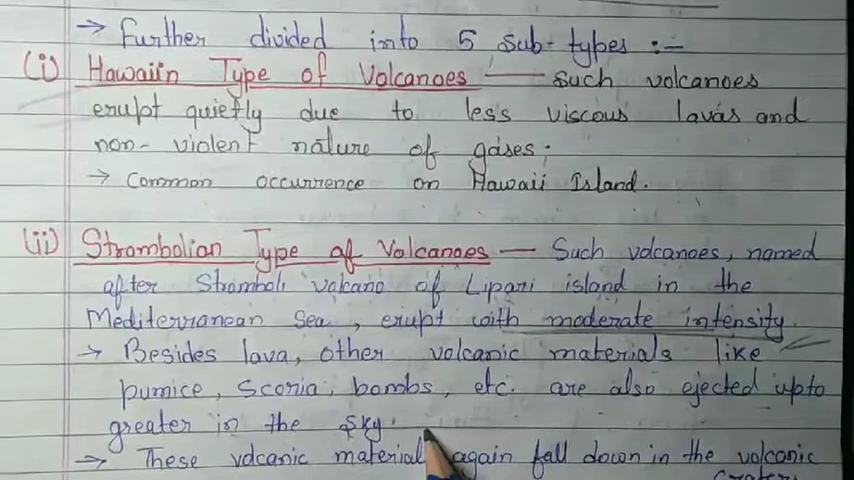 → Further divided into 5 sub-types :-
(i) Hawaiin Type of Volcanoes — such volcanoes
erupt quietly due to less viscous lavas and
non-violent nature of gases.
→ Common occurrence on Hawaii Island.
(ii) Strombolian Type of Volcanoes — Such volcanoes, named
after Stromboli volcano of Lipari island in the
Mediterranean Sea, erupt with moderate intensity.
→ Besides lava, other volcanic materials like
pumice, Scoria, bombs, etc. are also ejected upto
greater in the sky.
→ These volcanic material again fall down in the volcanic